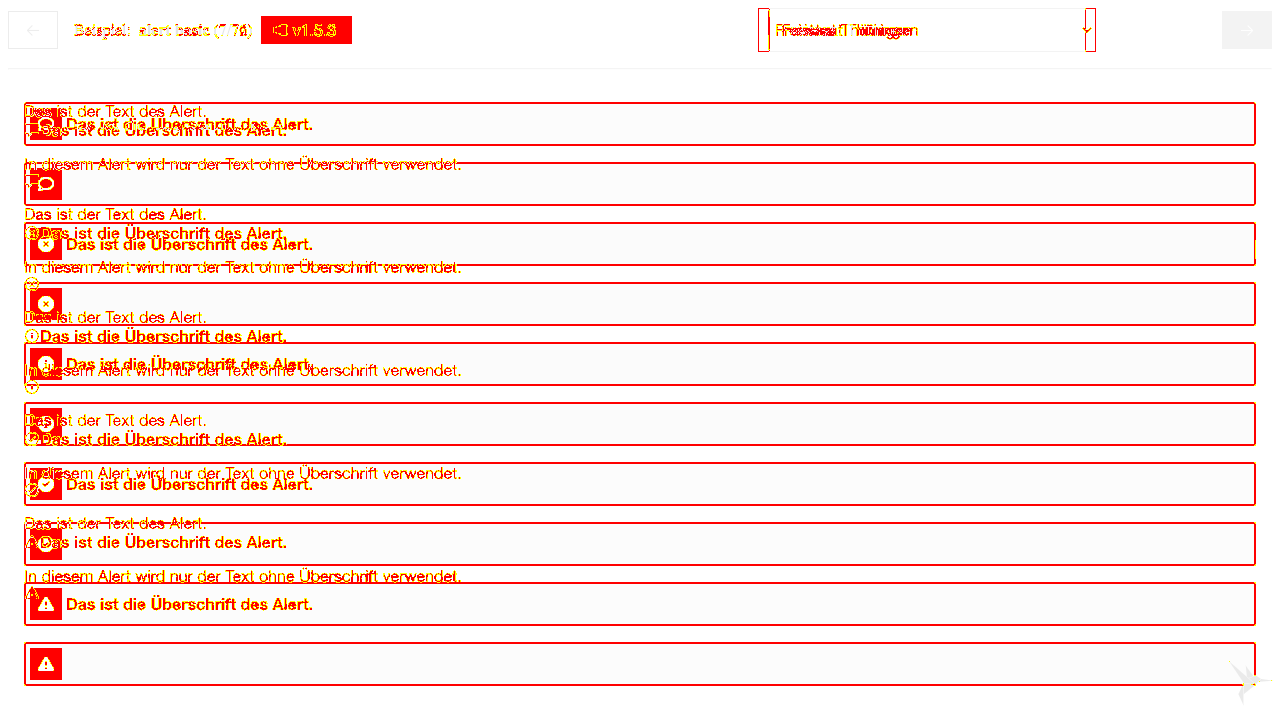 Beispiel: alert basic (7/76) v1.5.3
Das ist der Text des Alert.
Das ist die Überschrift des Alert.
Das ist die Überschrift des Alert.
In diesem Alert wird nur der Text ohne Überschrift verwendet.
Das ist der Text des Alert.
Das ist die Überschrift des Alert.
Das ist die Überschrift des Alert.
In diesem Alert wird nur der Text ohne Überschrift verwendet.
Das ist der Text des Alert.
Das ist die Überschrift des Alert.
Das ist die Überschrift des Alert.
In diesem Alert wird nur der Text ohne Überschrift verwendet.
Das ist der Text des Alert.
Das ist die Überschrift des Alert.
In diesem Alert wird nur der Text ohne Überschrift verwendet.
Das ist die Überschrift des Alert.
Das ist der Text des Alert.
Das ist die Überschrift des Alert.
In diesem Alert wird nur der Text ohne Überschrift verwendet.
Das ist die Überschrift des Alert.